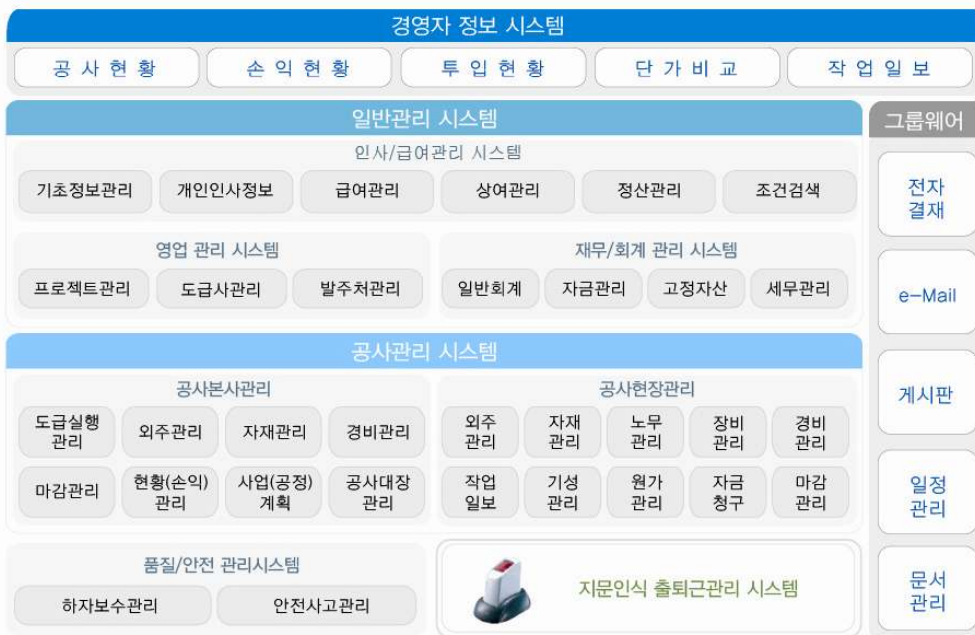 경영자 정보 시스템
공 사 현 황
손 익 현 황
투 입 현 황
단 가 비 교
작 업 일 보
일반관리 시스템
인사/급여관리 시스템
기초정보관리
개인인사정보
급여관리
상여관리
정산관리
조건검색
영업 관리 시스템
프로젝트관리
도급사관리
발주처관리
재무/회계 관리 시스템
일반회계
자금관리
고정자산
세무관리
공사관리 시스템
공사본사관리
도급실행
관리
외주관리
자재관리
경비관리
마감관리
현황(손익)
관리
사업(공정)
계획
공사대장
관리
공사현장관리
외주
관리
자재
관리
노무
관리
장비
관리
경비
관리
작업
일보
기성
관리
원가
관리
자금
청구
마감
관리
품질/안전 관리시스템
하자보수관리
안전사고관리
지문인식 출퇴근관리 시스템
그룹웨어
전자
결재
e-Mail
게시판
일정
관리
문서
관리